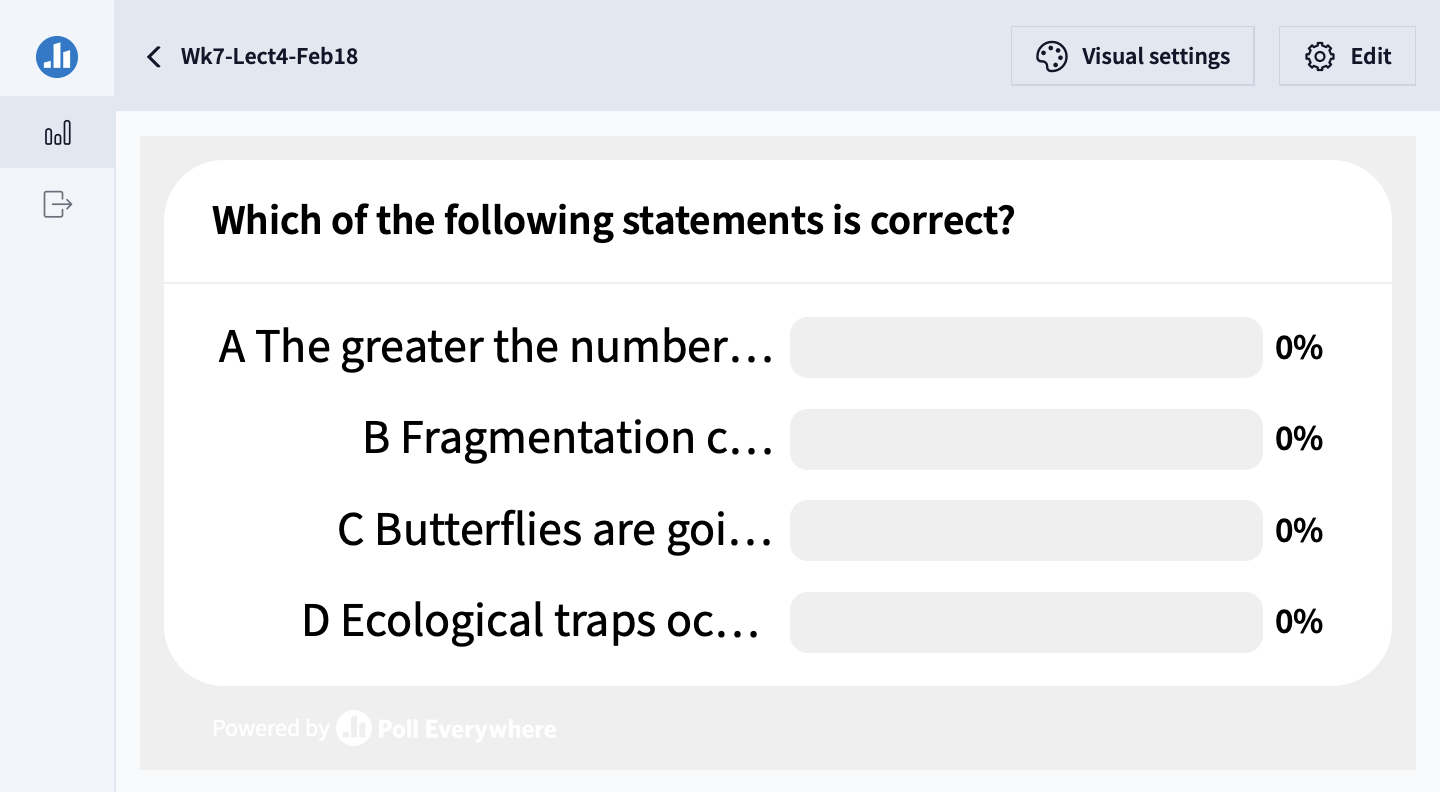 Wk7-Lect4-Feb18
Visual settings
Edit
Which of the following statements is correct?
A The greater the number… 0%
B Fragmentation c… 0%
C Butterflies are goi… 0%
D Ecological traps oc… 0%
Powered by Poll Everywhere